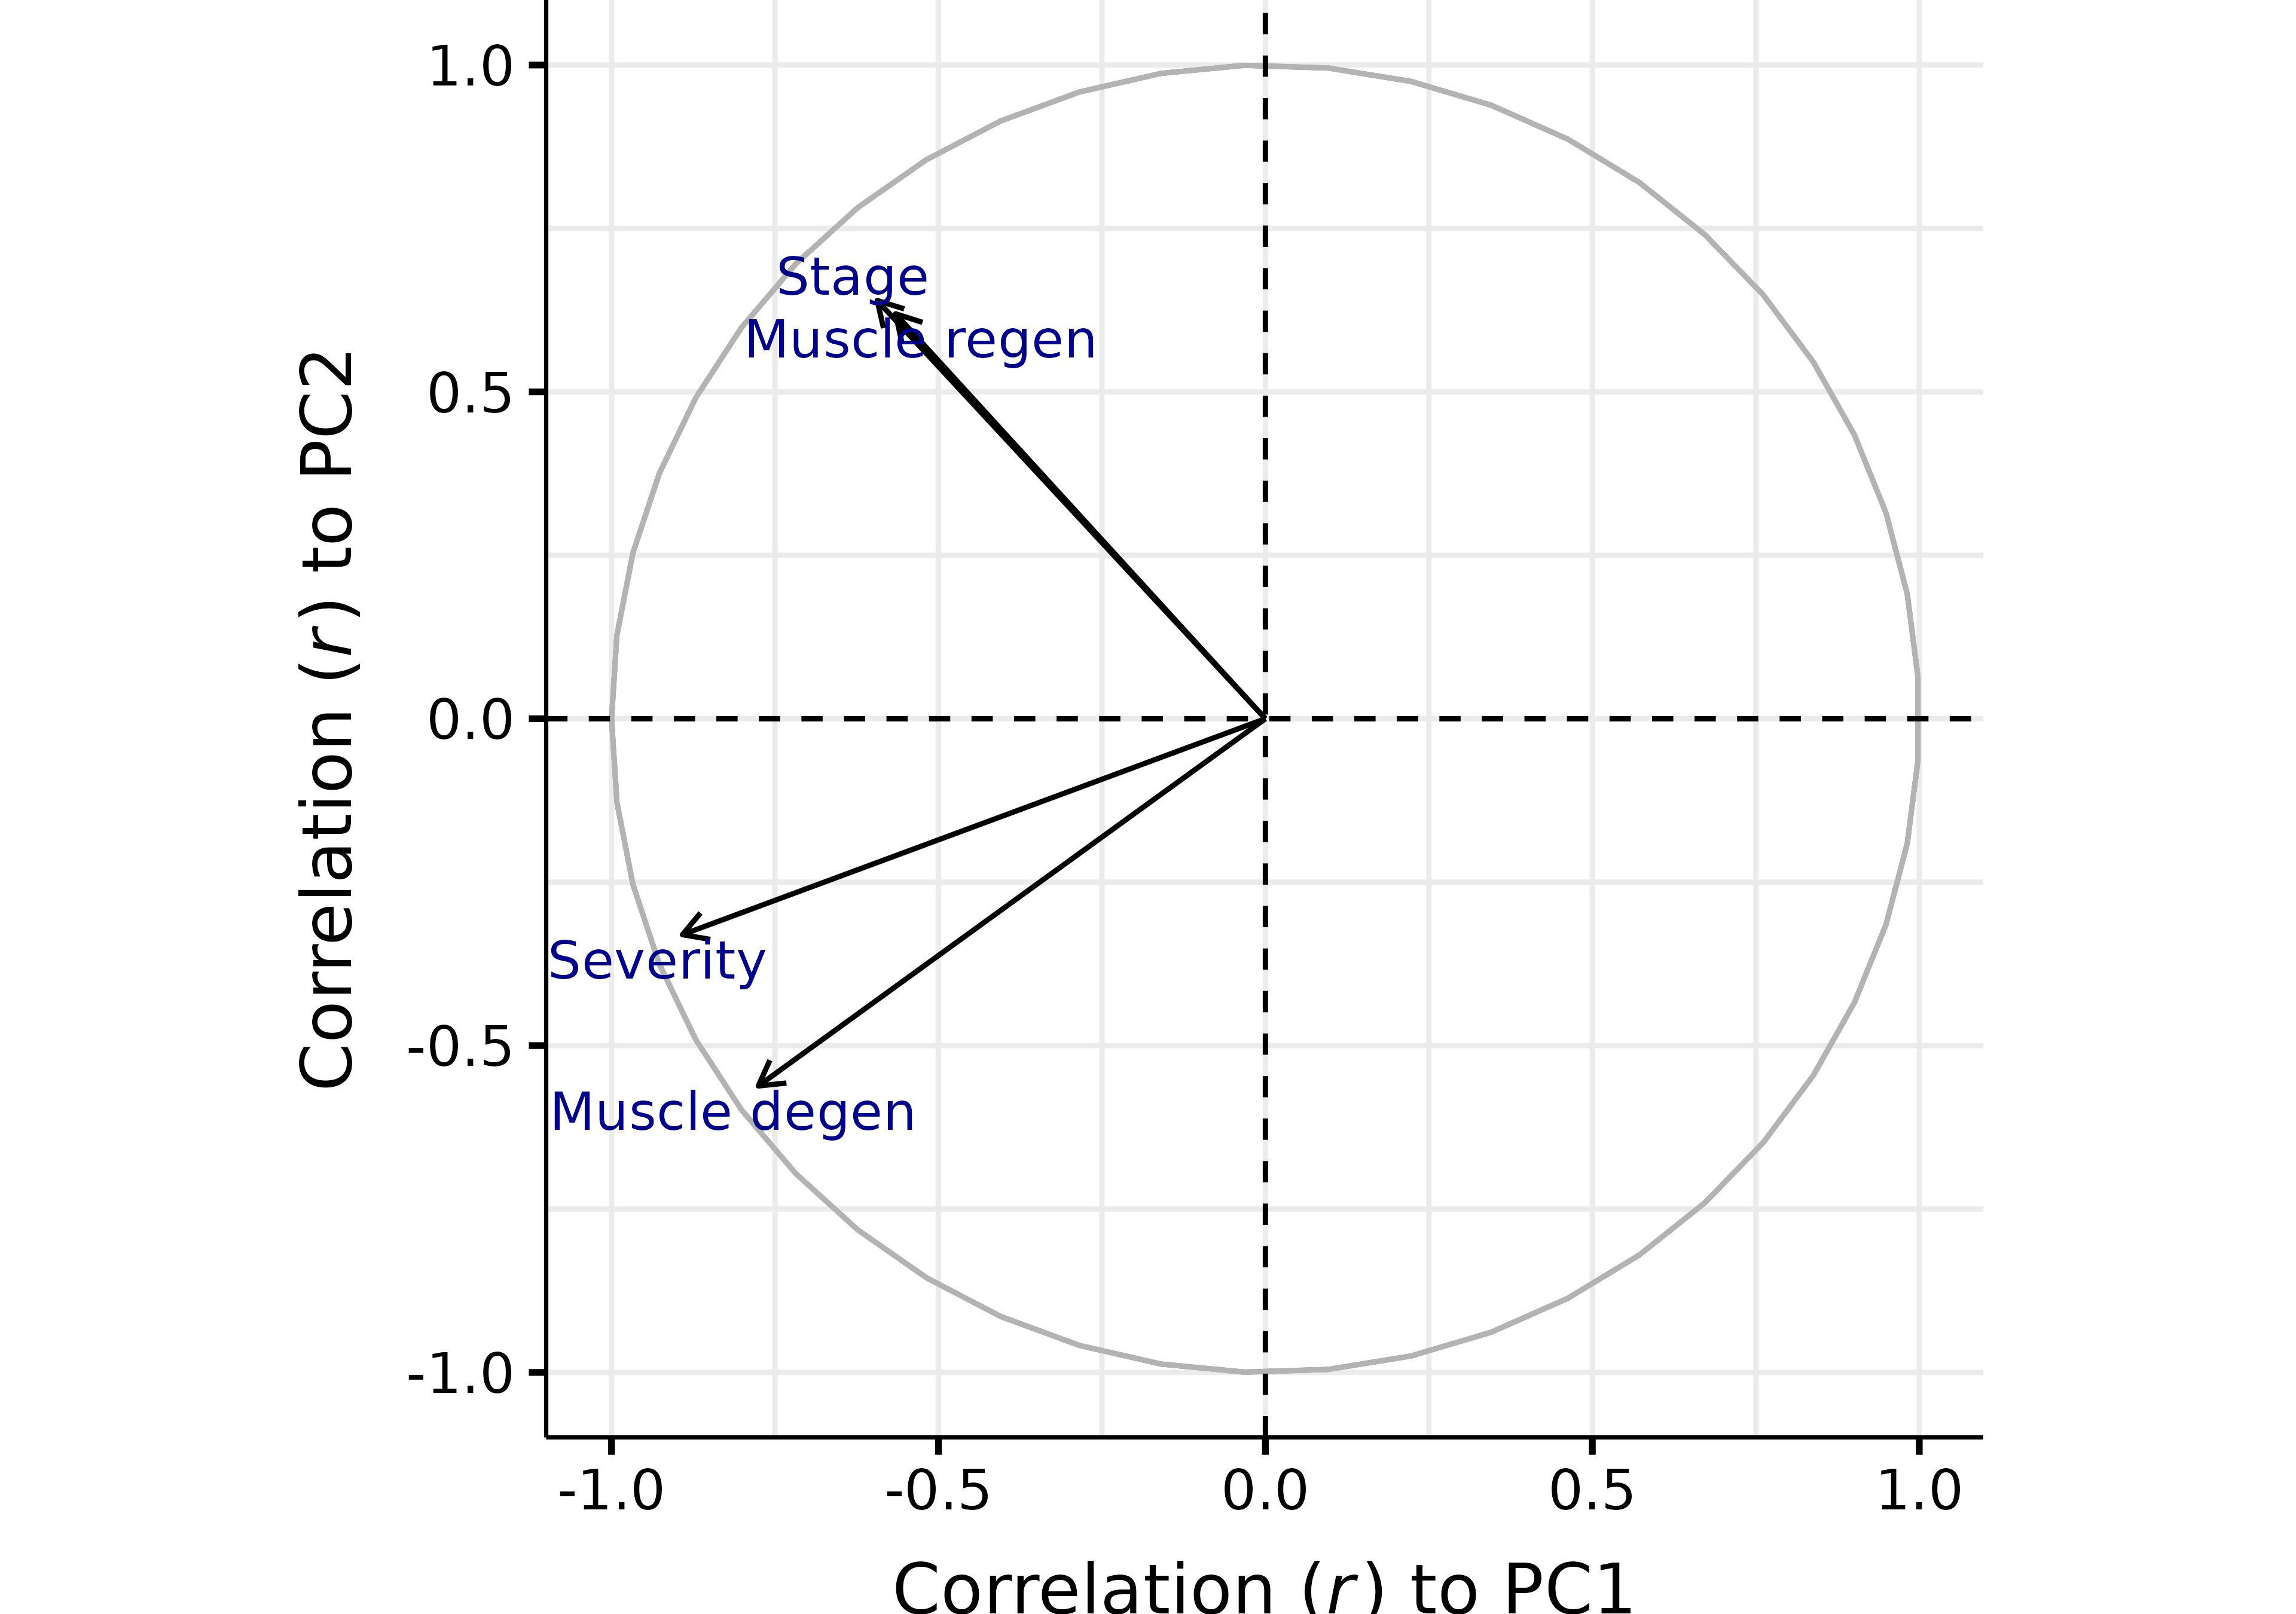 Correlation (r) to PC2
1.0
0.5
0.0
-0.5
-1.0
Stage
Muscle regen
Severity
Muscle degen
-1.0
-0.5
0.0
0.5
1.0
Correlation (r) to PC1